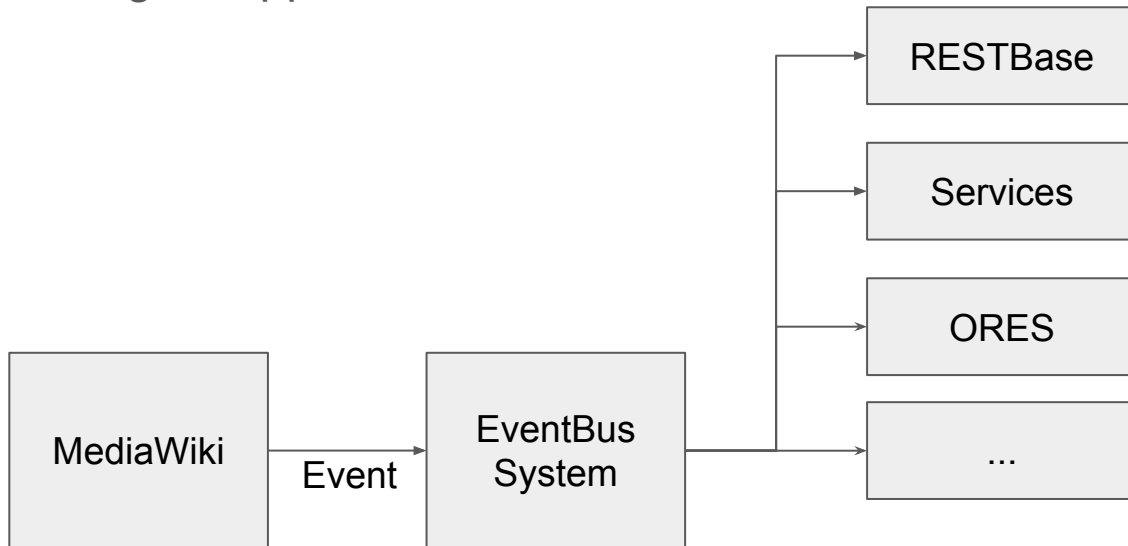 RESTBase
Services
ORES
...
MediaWiki
Event
EventBus
System